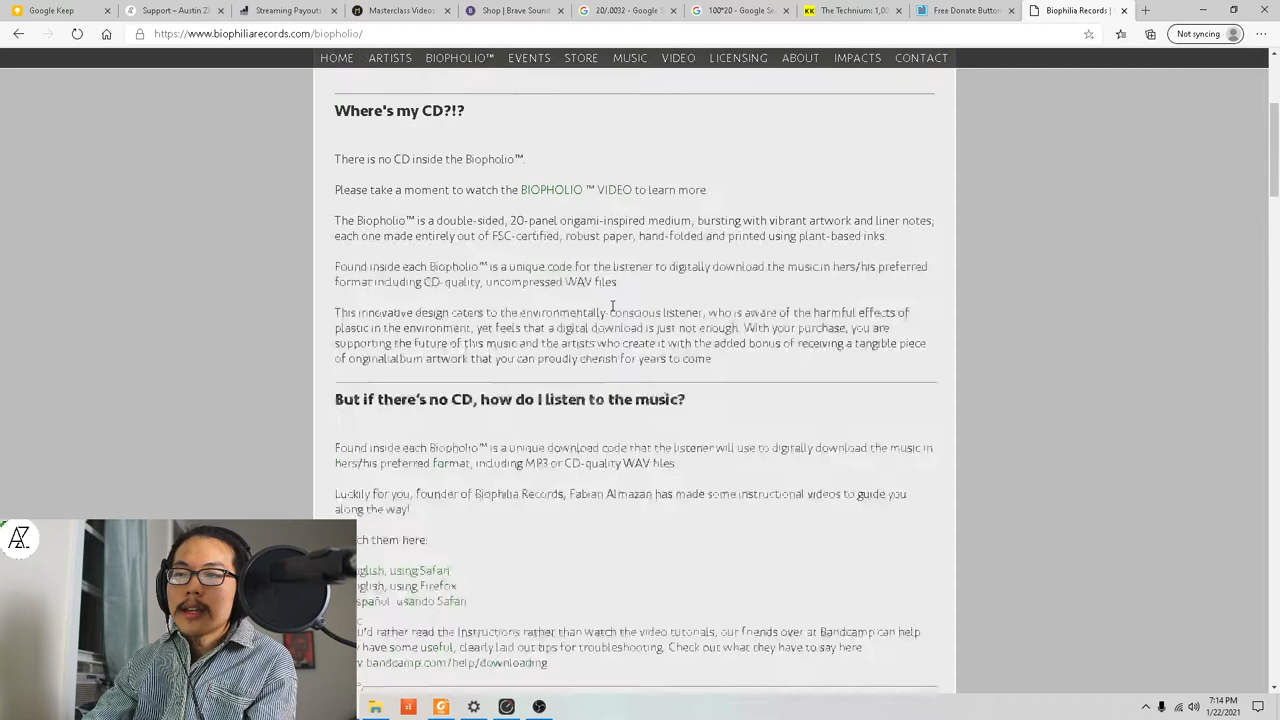 Google Keep
Support – Austin Z
Streaming Payouts
Masterclass Videos
Shop | Brave Sound
20/.0032 - Google S
100*20 - Google Se
The Technium: 1,00
Free Donate Button
Biophilia Records |
https://www.biophiliarecords.com/biopholio/
Not syncing
HOME ARTISTS BIOPHOLIO™ EVENTS STORE MUSIC VIDEO LICENSING ABOUT IMPACTS CONTACT
Where's my CD?!?
There is no CD inside the Biopholio™.
Please take a moment to watch the BIOPHOLIO ™ VIDEO to learn more.
The Biopholio™ is a double-sided, 20-panel origami-inspired medium, bursting with vibrant artwork and liner notes;
each one made entirely out of FSC-certified, robust paper, hand-folded and printed using plant-based inks.
Found inside each Biopholio™ is a unique code for the listener to digitally download the music in hers/his preferred
format including CD-quality, uncompressed WAV files
This innovative design caters to the environmentally-conscious listener, who is aware of the harmful effects of
plastic in the environment, yet feels that a digital download is just not enough. With your purchase, you are
supporting the future of this music and the artists who create it with the added bonus of receiving a tangible piece
of original album artwork that you can proudly cherish for years to come
But if there's no CD, how do I listen to the music?
Found inside each Biopholio™ is a unique download code that the listener will use to digitally download the music in
hers/his preferred format, including MP3 or CD-quality WAV files
Luckily for you, founder of Biophilia Records, Fabian Almazan has made some instructional videos to guide you
along the way!
ch them here:
glish, using Safari
glish, using Firefox
spañol usando Safari
'd rather read the Instructions rather than watch the video tutorials, our friends over at Bandcamp can help
have some useful, clearly laid out tips for troubleshooting. Check out what they have to say here
bandcamp.com/help/downloading
AZ
7:14 PM
1/22/2021